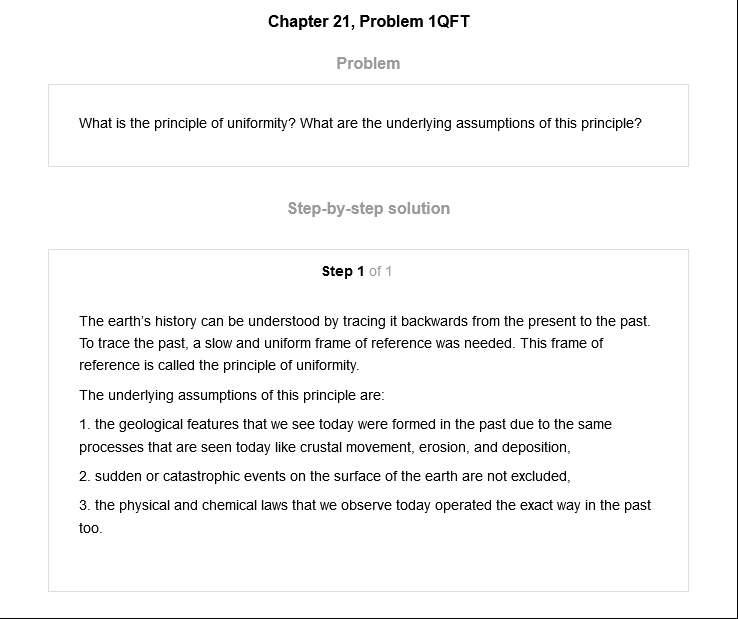 Chapter 21, Problem 1QFT
Problem
What is the principle of uniformity? What are the underlying assumptions of this principle?
Step-by-step solution
Step 1 of 1
The earth's history can be understood by tracing it backwards from the present to the past.
To trace the past, a slow and uniform frame of reference was needed. This frame of
reference is called the principle of uniformity.
The underlying assumptions of this principle are:
1. the geological features that we see today were formed in the past due to the same
processes that are seen today like crustal movement, erosion, and deposition,
2. sudden or catastrophic events on the surface of the earth are not excluded,
3. the physical and chemical laws that we observe today operated the exact way in the past
too.